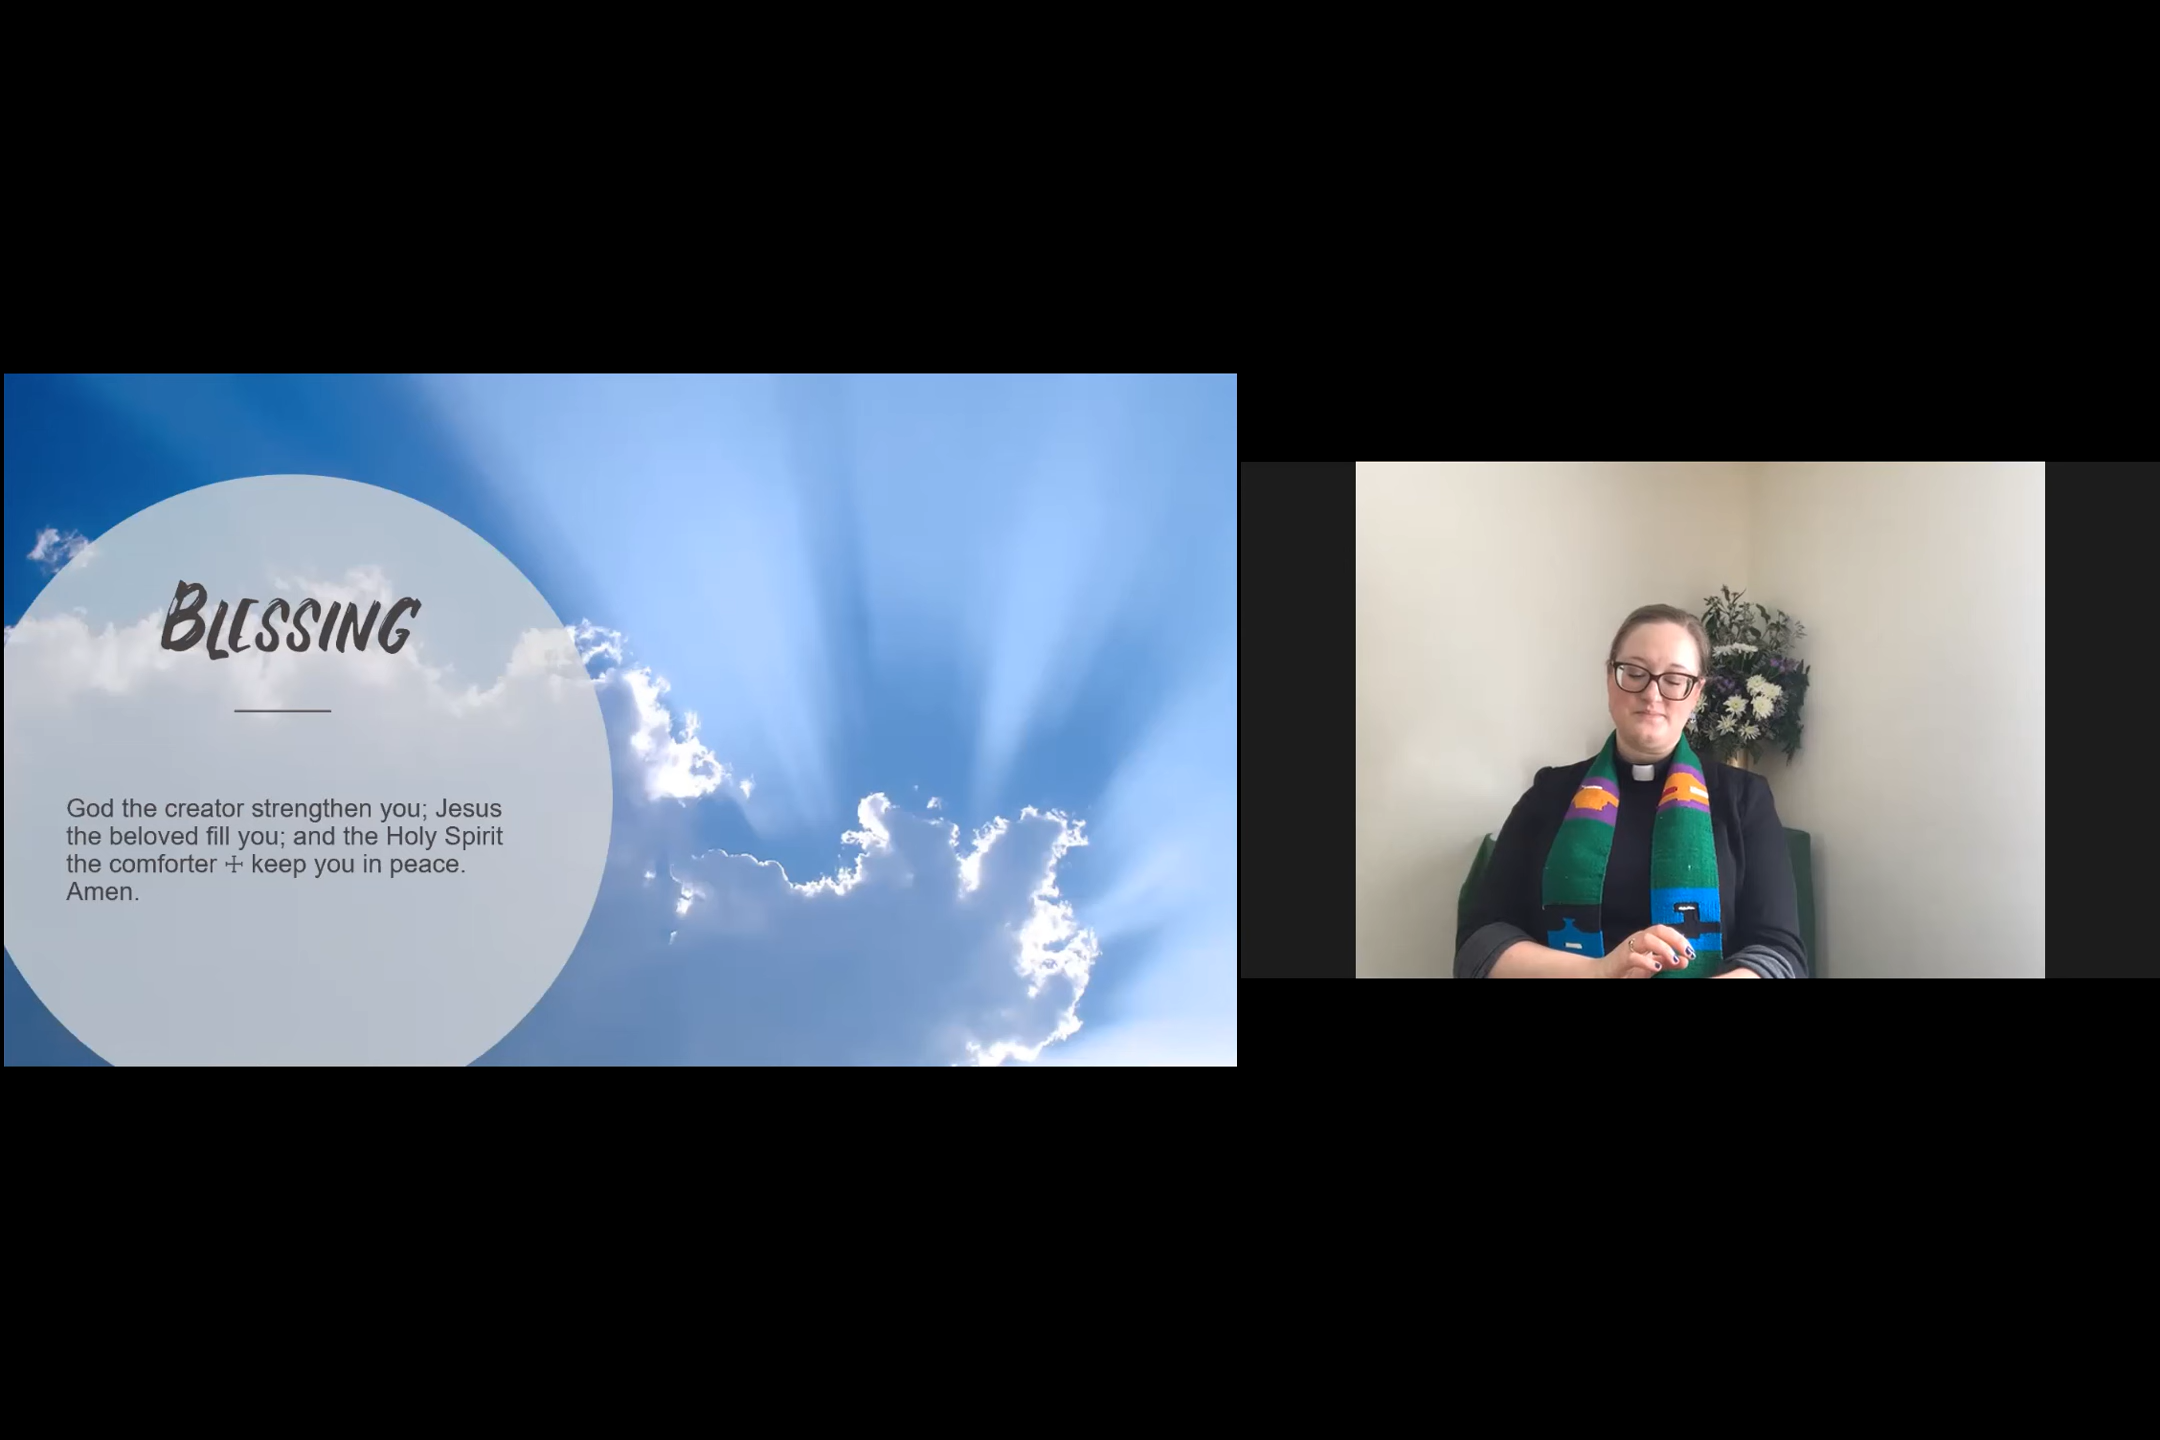 BLESSING
God the creator strengthen you; Jesus
the beloved fill you; and the Holy Spirit
the comforter ☩ keep you in peace.
Amen.